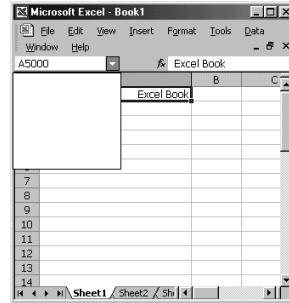 Microsoft Excel - Book1
File Edit View Insert Format Tools Data
Window Help
A5000 fx Excel Book
B C
Excel Book
7
8
9
10
11
12
13
14
Sheet1 Sheet2 Sh